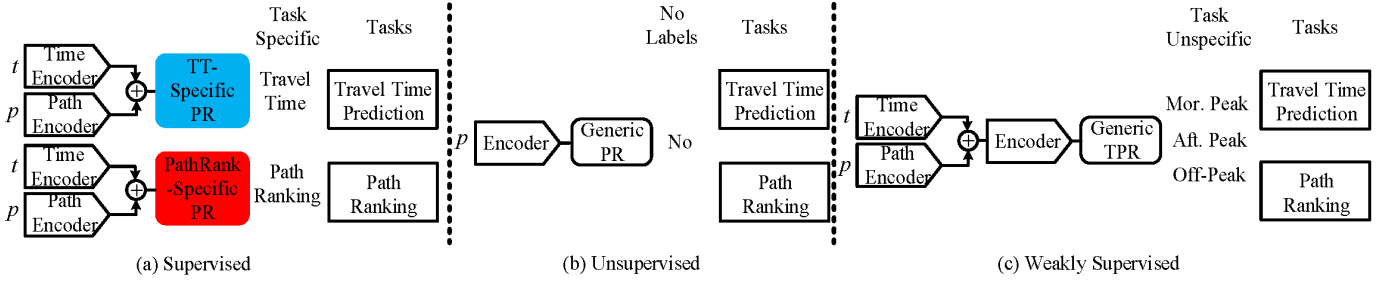 Task
Specific
Tasks
t
Time
Encoder
p
Path
Encoder
TT-
Specific
PR
Travel
Time
Travel Time
Prediction
t
Time
Encoder
p
Path
Encoder
PathRank
-Specific
PR
Path
Ranking
Path
Ranking
(a) Supervised
No
Labels
Tasks
p
Encoder
Generic
PR
No
Travel Time
Prediction
Path
Ranking
(b) Unsupervised
Task
Unspecific
Tasks
t
Time
Encoder
p
Path
Encoder
Encoder
Generic
TPR
Mor. Peak
Aft. Peak
Off-Peak
Travel Time
Prediction
Path
Ranking
(c) Weakly Supervised